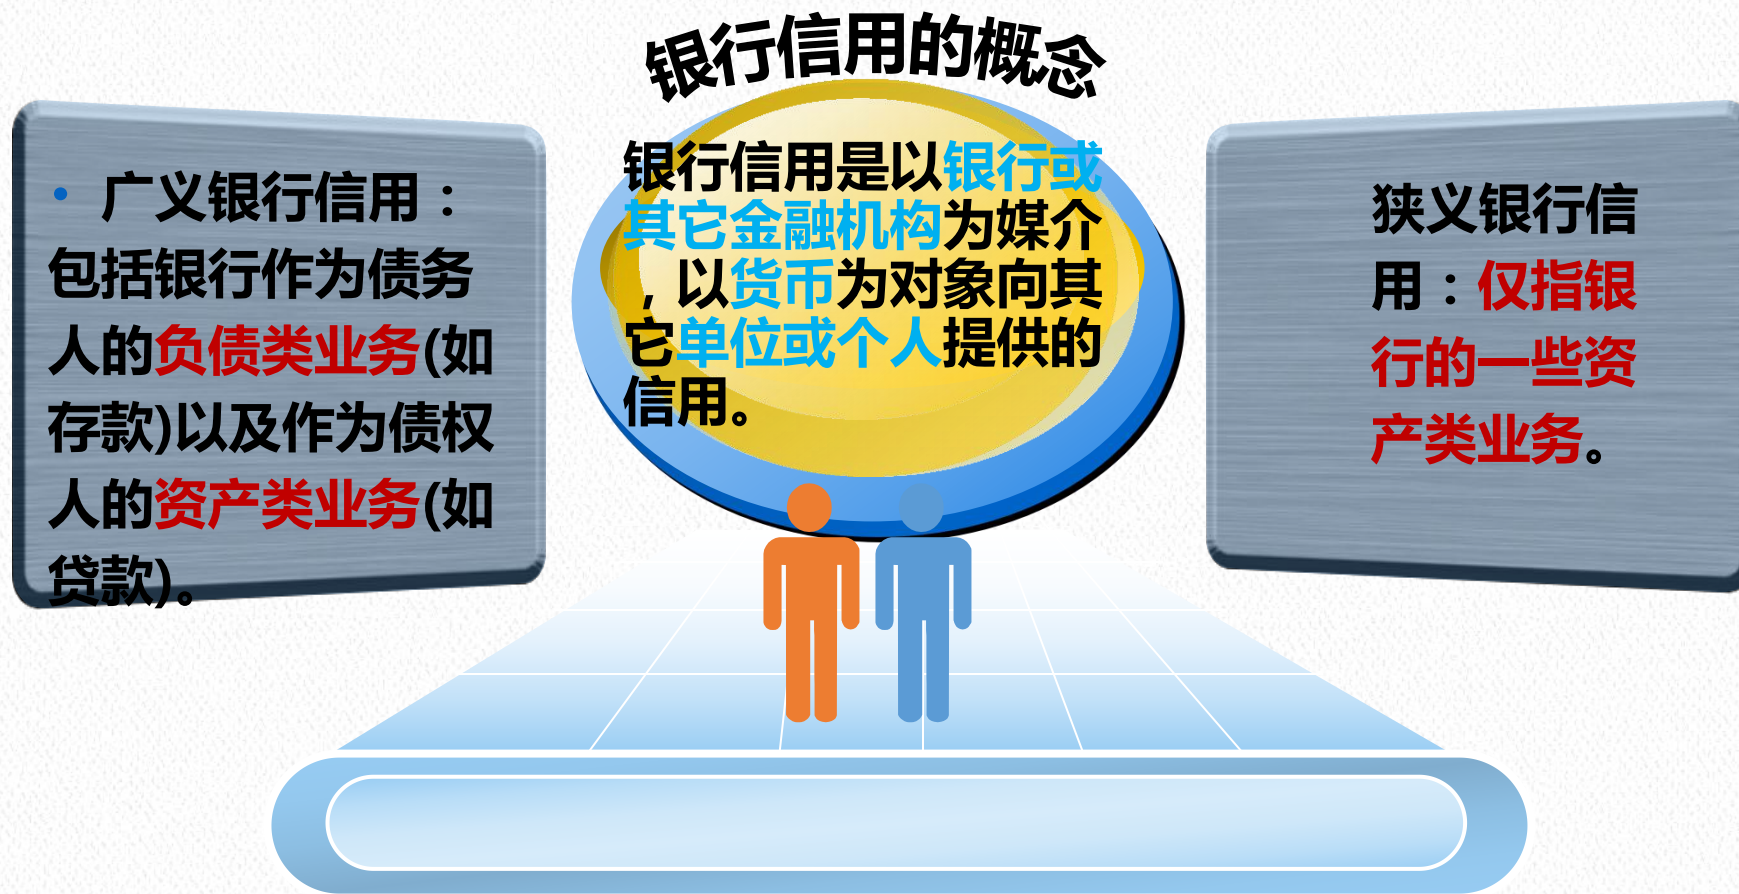 银行信用的概念
• 广义银行信用：
包括银行作为债务
人的负债类业务(如
存款)以及作为债权
人的资产类业务(如
贷款)。
银行信用是以银行或
其它金融机构为媒介
，以货币为对象向其
它单位或个人提供的
信用。
狭义银行信
用：仅指银
行的一些资
产类业务。